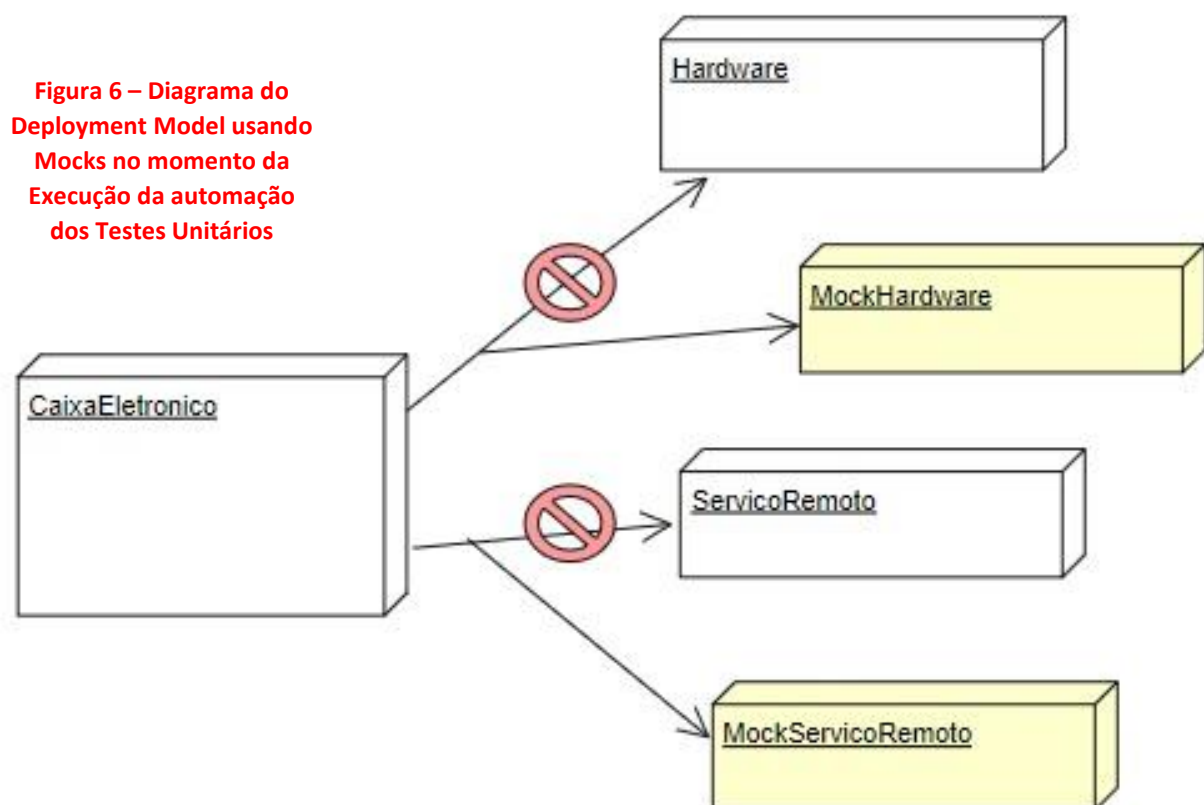 Figura 6 – Diagrama do
Deployment Model usando
Mocks no momento da
Execução da automação
dos Testes Unitários
Hardware
MockHardware
CaixaEletronico
ServicoRemoto
MockServicoRemoto